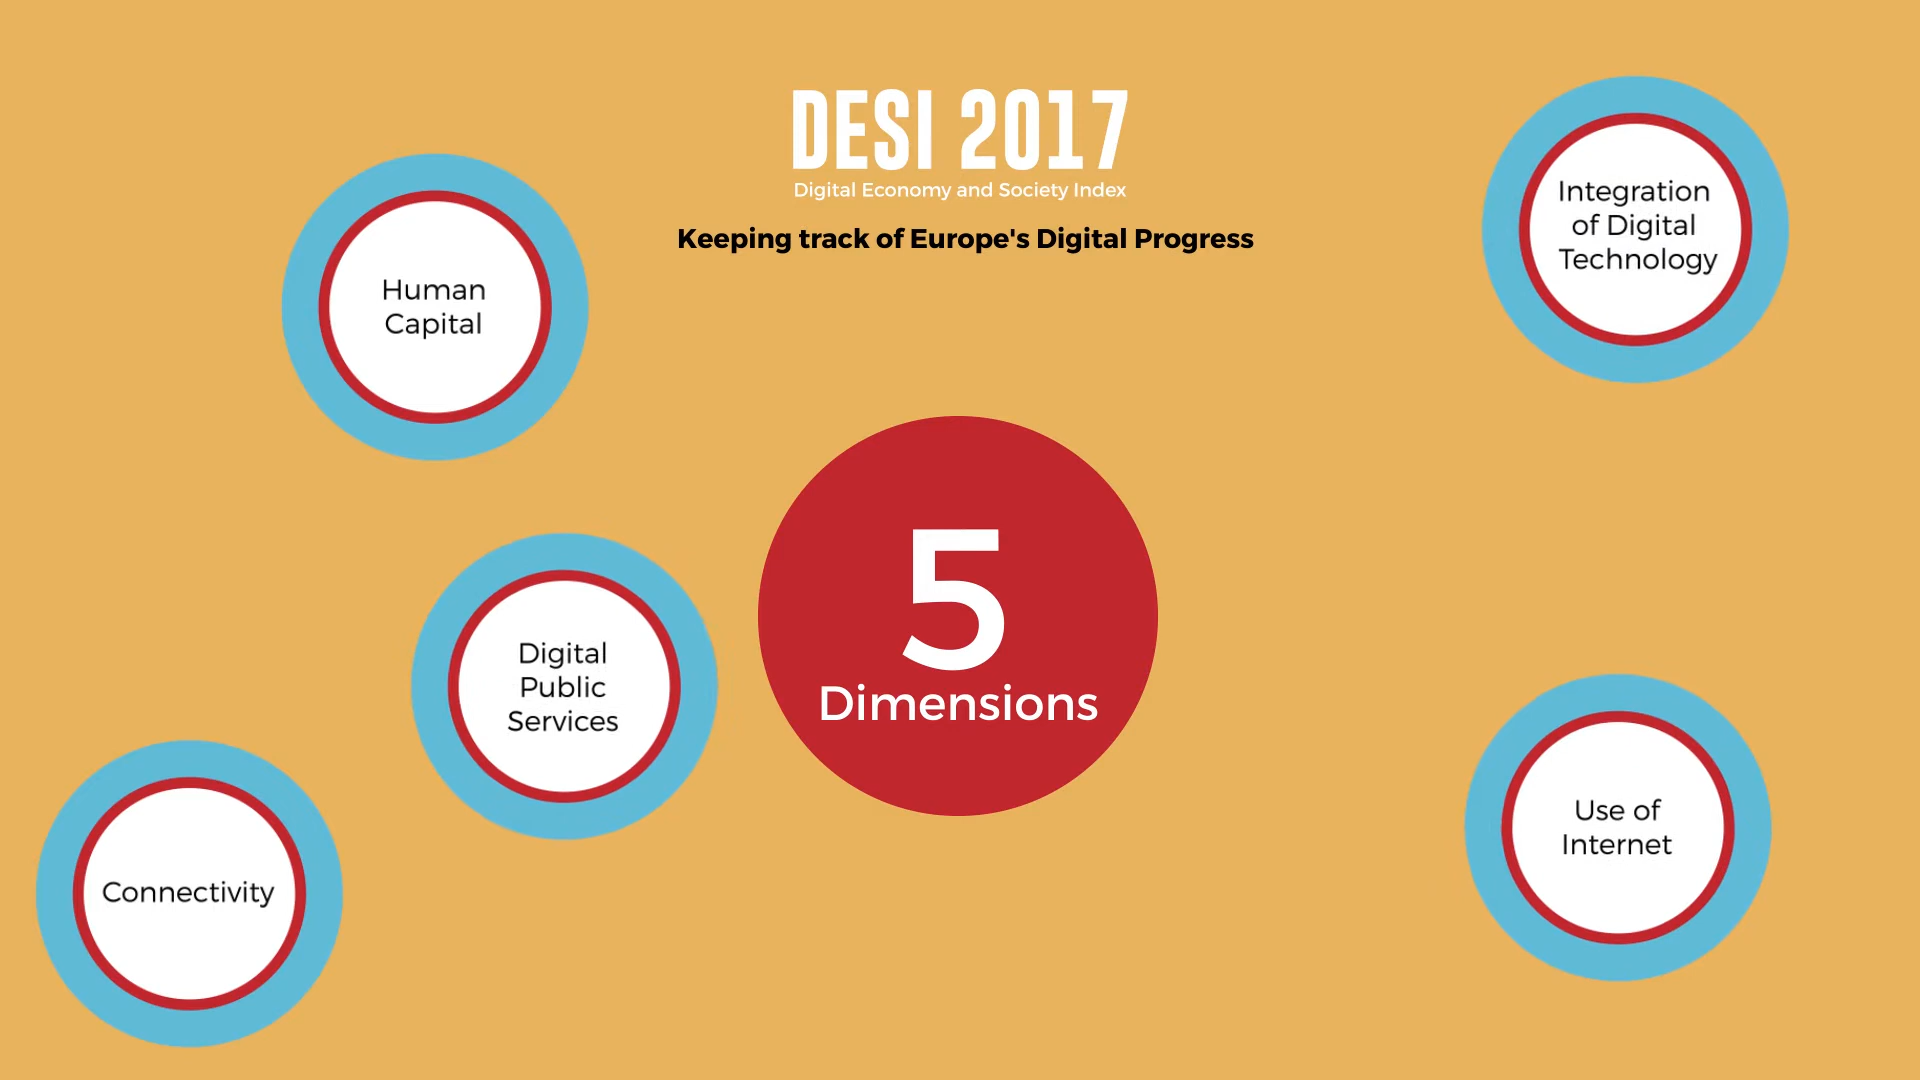 DESI 2017
Digital Economy and Society Index
Keeping track of Europe's Digital Progress
Human
Capital
Integration
of Digital
Technology
5
Dimensions
Digital
Public
Services
Connectivity
Use of
Internet